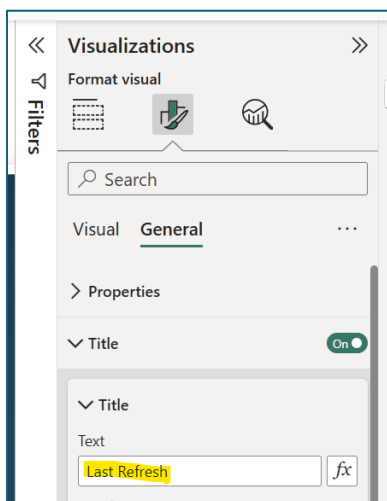 Visualizations
Format visual
Filters
Search
Visual General
Properties
Title
On
Title
Text
Last Refresh
fx